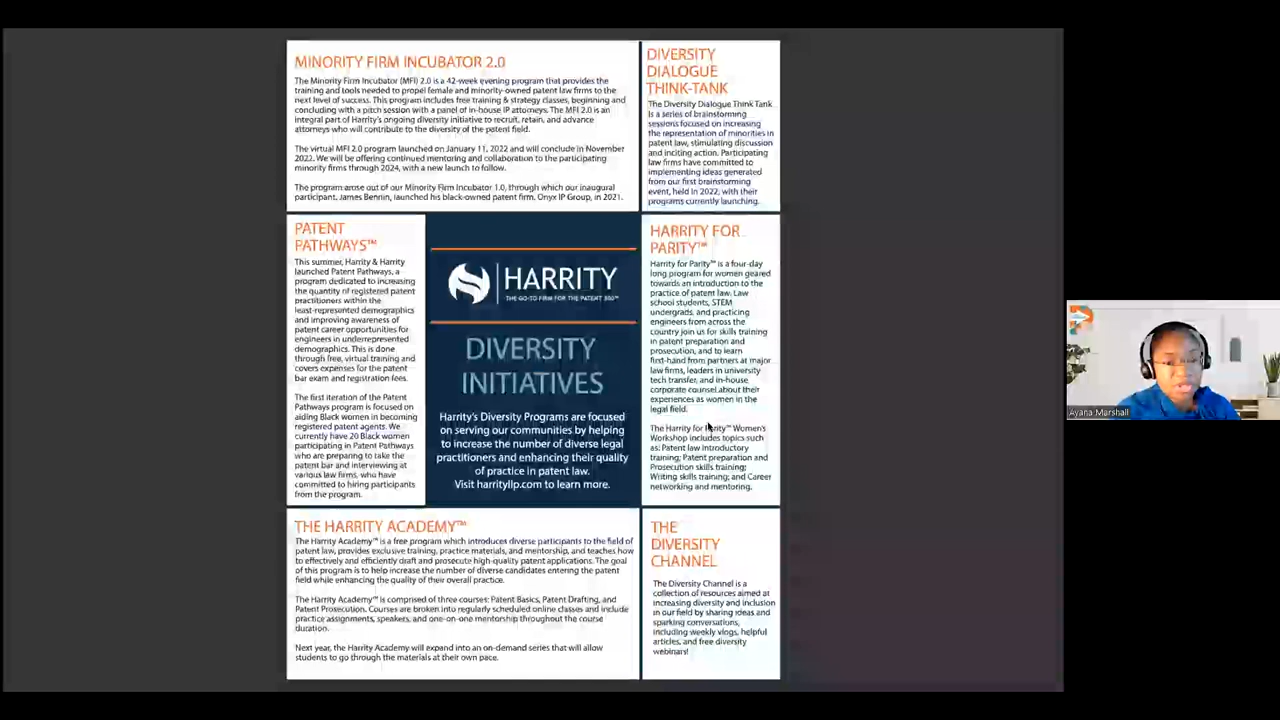 MINORITY FIRM INCUBATOR 2.0
The Minority Firm Incubator (MFI) 2.0 is a 42-week evening program that provides the
training and tools needed to propel female and minority-owned patent law firms to the
next level of success. This program includes free training & strategy classes, beginning and
concluding with a pitch session with a panel of in-house IP attorneys. The MFI 2.0 is an
integral part of Harrity's ongoing diversity initiative to recruit, retain, and advance
attorneys who will contribute to the diversity of the patent field.
The virtual MFI 2.0 program launched on January 11, 2022 and will conclude in November
2022. We will be offering continued mentoring and collaboration to the participating
minority firms through 2024, with a new launch to follow.
The program arose out of our Minority Firm Incubator 1.0, through which our inaugural
participant, James Bennin, launched his black-owned patent firm, Onyx IP Group, in 2021.
DIVERSITY
DIALOGUE
THINK-TANK
The Diversity Dialogue Think Tank
is a series of brainstorming
sessions focused on increasing
the representation of minorities in
patent law, stimulating discussion
and inciting action. Participating
law firms have committed to
implementing ideas generated
from our first brainstorming
event, held in 2022, with their
programs currently launching.
PATENT
PATHWAYS™
This summer, Harrity & Harrity
launched Patent Pathways, a
program dedicated to increasing
the quantity of registered patent
practitioners within the
least-represented demographics
and improving awareness of
patent career opportunities for
engineers in underrepresented
demographics. This is done
through free, virtual training and
covers expenses for the patent
bar exam and registration fees.
The first iteration of the Patent
Pathways program is focused on
aiding Black women in becoming
registered patent agents. We
currently have 20 Black women
participating in Patent Pathways
who are preparing to take the
patent bar and interviewing at
various law firms, who have
committed to hiring participants
from the program.
HARRITY
THE GO-TO FIRM FOR THE PATENT 300™
DIVERSITY
INITIATIVES
Harrity's Diversity Programs are focused
on serving our communities by helping
to increase the number of diverse legal
practitioners and enhancing their quality
of practice in patent law.
Visit harrityllp.com to learn more.
HARRITY FOR
PARITY™
Harrity for Parity™ is a four-day
long program for women geared
towards an introduction to the
practice of patent law. Law
school students, STEM
undergrads, and practicing
engineers from across the
country join us for skills training
in patent preparation and
prosecution, and to learn
first-hand from partners at major
law firms, leaders in university
tech transfer, and in-house
corporate counsel about their
experiences as women in the
legal field.
The Harrity for Parity™ Women's
Workshop includes topics such
as: Patent law introductory
training; Patent preparation and
Prosecution skills training;
Writing skills training; and Career
networking and mentoring.
THE HARRITY ACADEMY™
The Harrity Academy™ is a free program which introduces diverse participants to the field of
patent law, provides exclusive training, practice materials, and mentorship, and teaches how
to effectively and efficiently draft and prosecute high-quality patent applications. The goal
of this program is to help increase the number of diverse candidates entering the patent
field while enhancing the quality of their overall practice.
The Harrity Academy™ is comprised of three courses: Patent Basics, Patent Drafting, and
Patent Prosecution. Courses are broken into regularly scheduled online classes and include
practice assignments, speakers, and one-on-one mentorship throughout the course
duration.
Next year, the Harrity Academy will expand into an on-demand series that will allow
students to go through the materials at their own pace.
THE
DIVERSITY
CHANNEL
The Diversity Channel is a
collection of resources aimed at
increasing diversity and inclusion
in our field by sharing ideas and
sparking conversations,
including weekly vlogs, helpful
articles, and free diversity
webinars!
Ayana Marshall